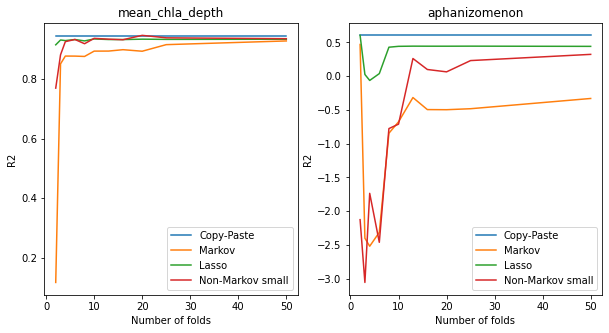 mean_chla_depth
R2
0.8
0.6
0.4
0.2
0
10
20
30
40
50
Number of folds
Copy-Paste
Markov
Lasso
Non-Markov small
aphanizomenon
R2
0.5
0.0
−0.5
−1.0
−1.5
−2.0
−2.5
−3.0
0
10
20
30
40
50
Number of folds
Copy-Paste
Markov
Lasso
Non-Markov small